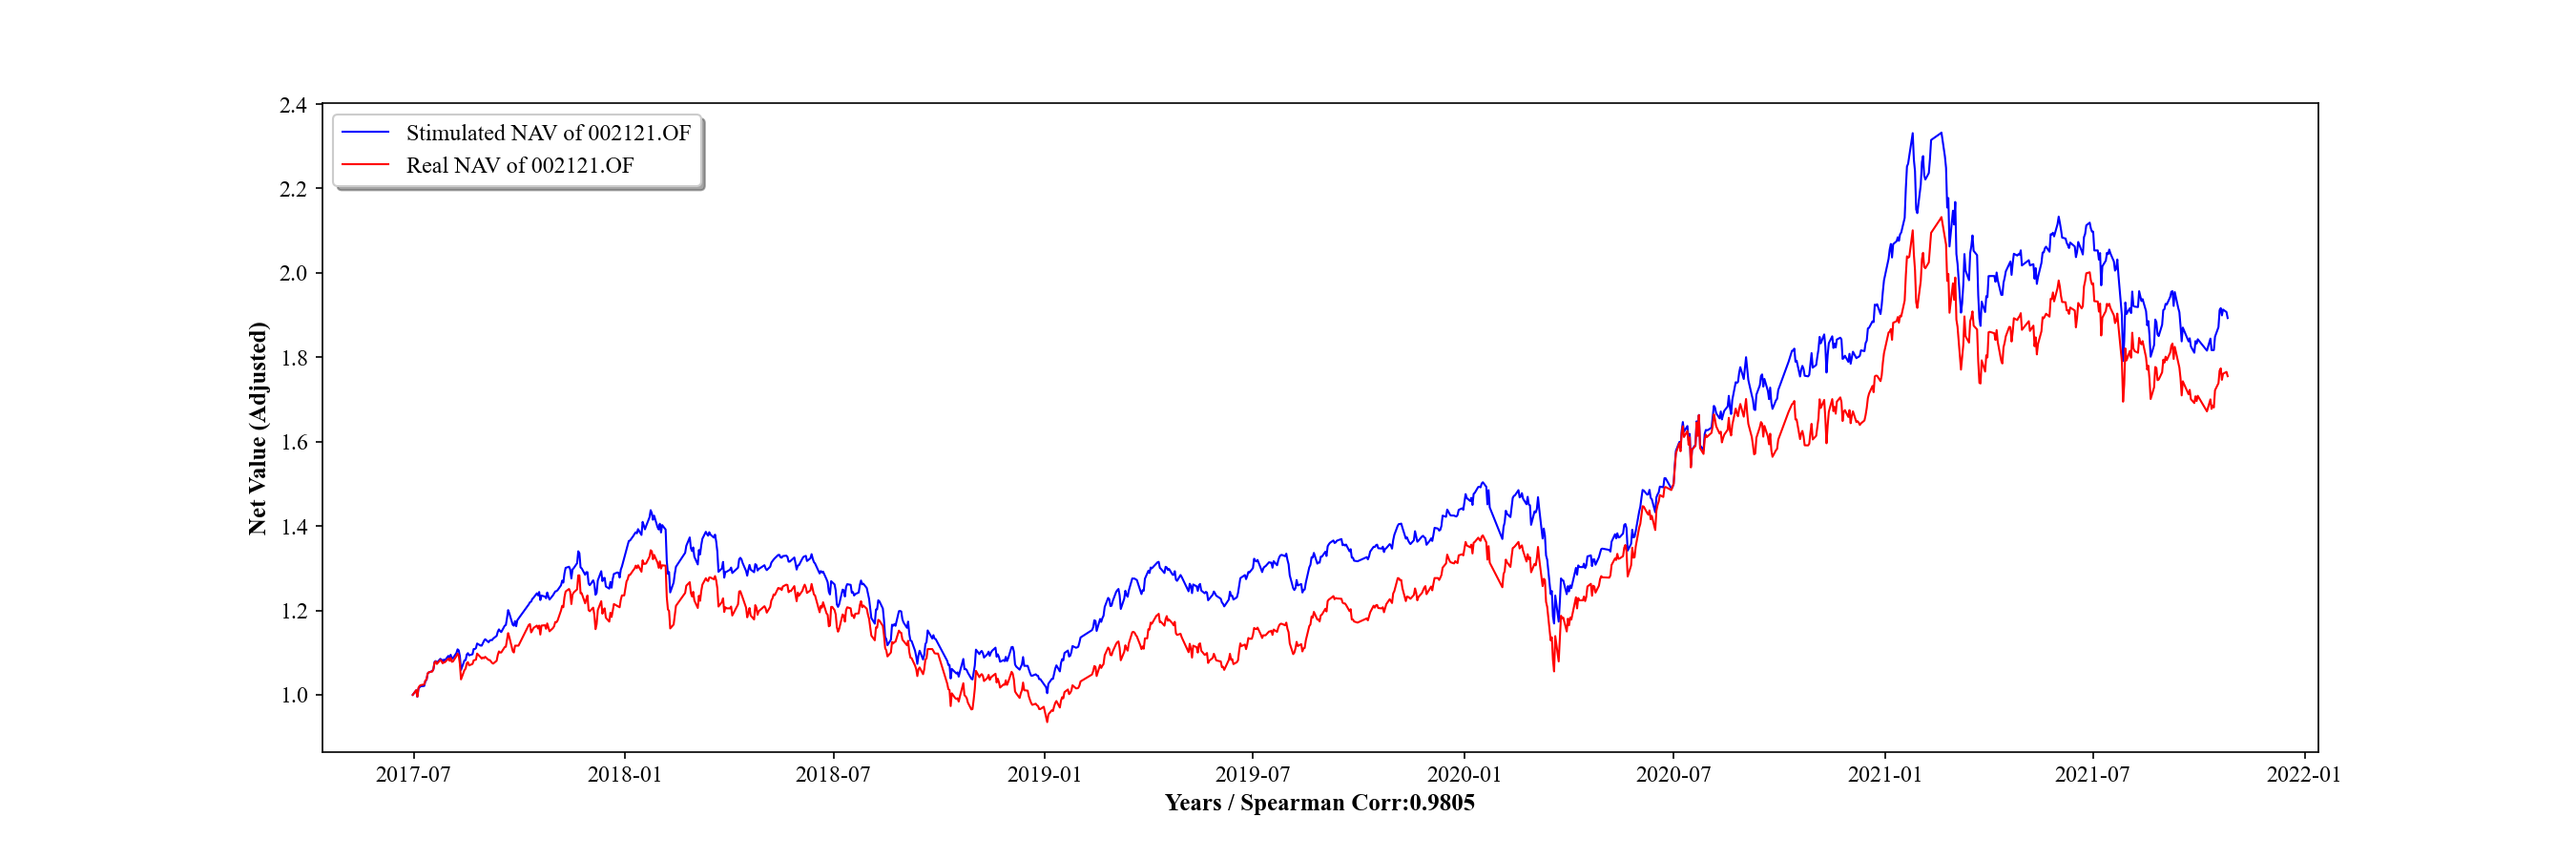 2.4
2.2
2.0
1.8
1.6
1.4
1.2
1.0
Net Value (Adjusted)
Stimulated NAV of 002121.OF
Real NAV of 002121.OF
2017-07 2018-01 2018-07 2019-01 2019-07 2020-01 2020-07 2021-01 2021-07 2022-01
Years / Spearman Corr:0.9805